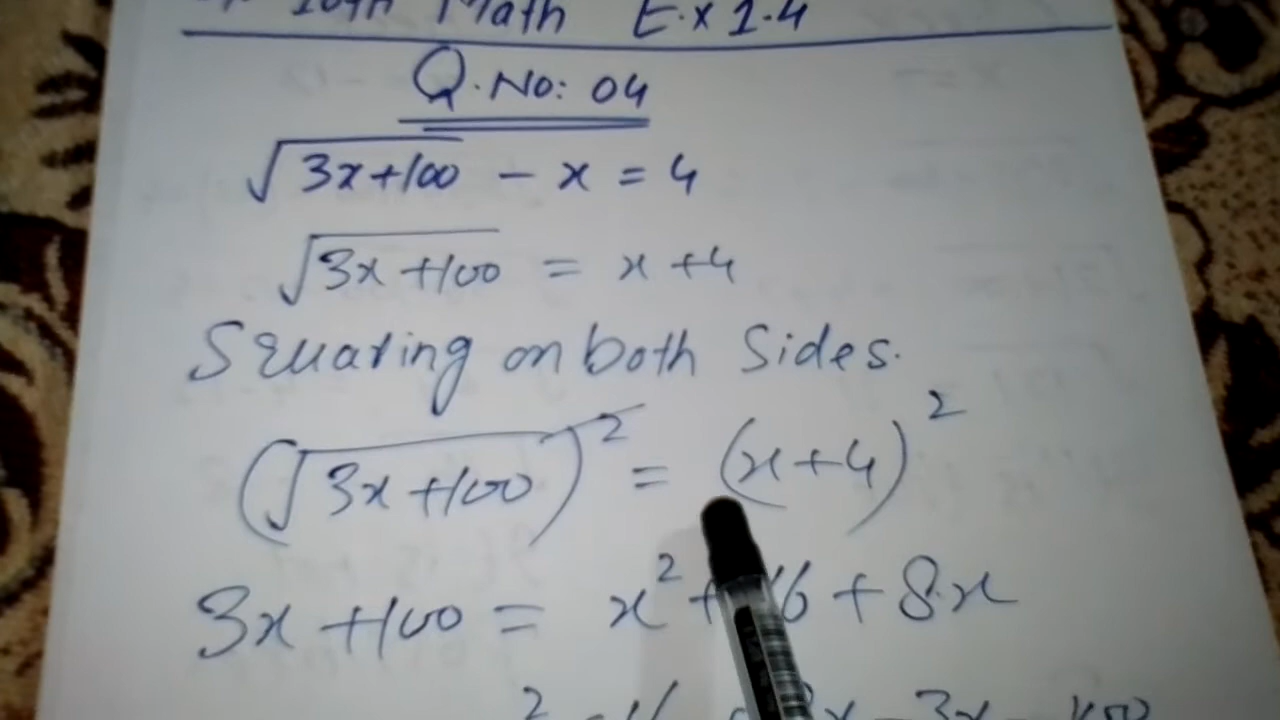 Math Ex 1.4
Q.No: 04
√3x+100 - x = 4
√3x+100 = x+4
Squaring on both Sides.
(√3x+100)² = (x+4)²
3x+100 = x² + 16 + 8x